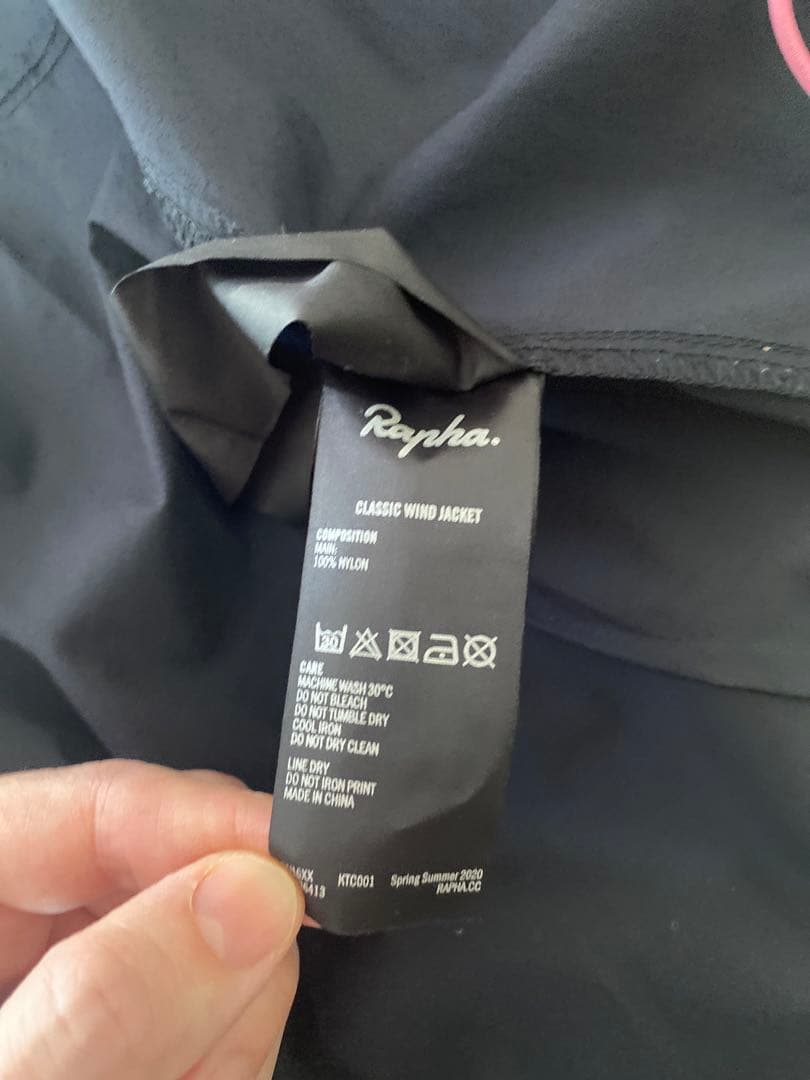 Rapha.
CLASSIC WIND JACKET
COMPOSITION
MAIN:
100% NYLON
30
CARE
MACHINE WASH 30°C
DO NOT BLEACH
DO NOT TUMBLE DRY
COOL IRON
DO NOT DRY CLEAN
LINE DRY
DO NOT IRON PRINT
MADE IN CHINA
KTC001 Spring Summer 2020
RAPHA.CC